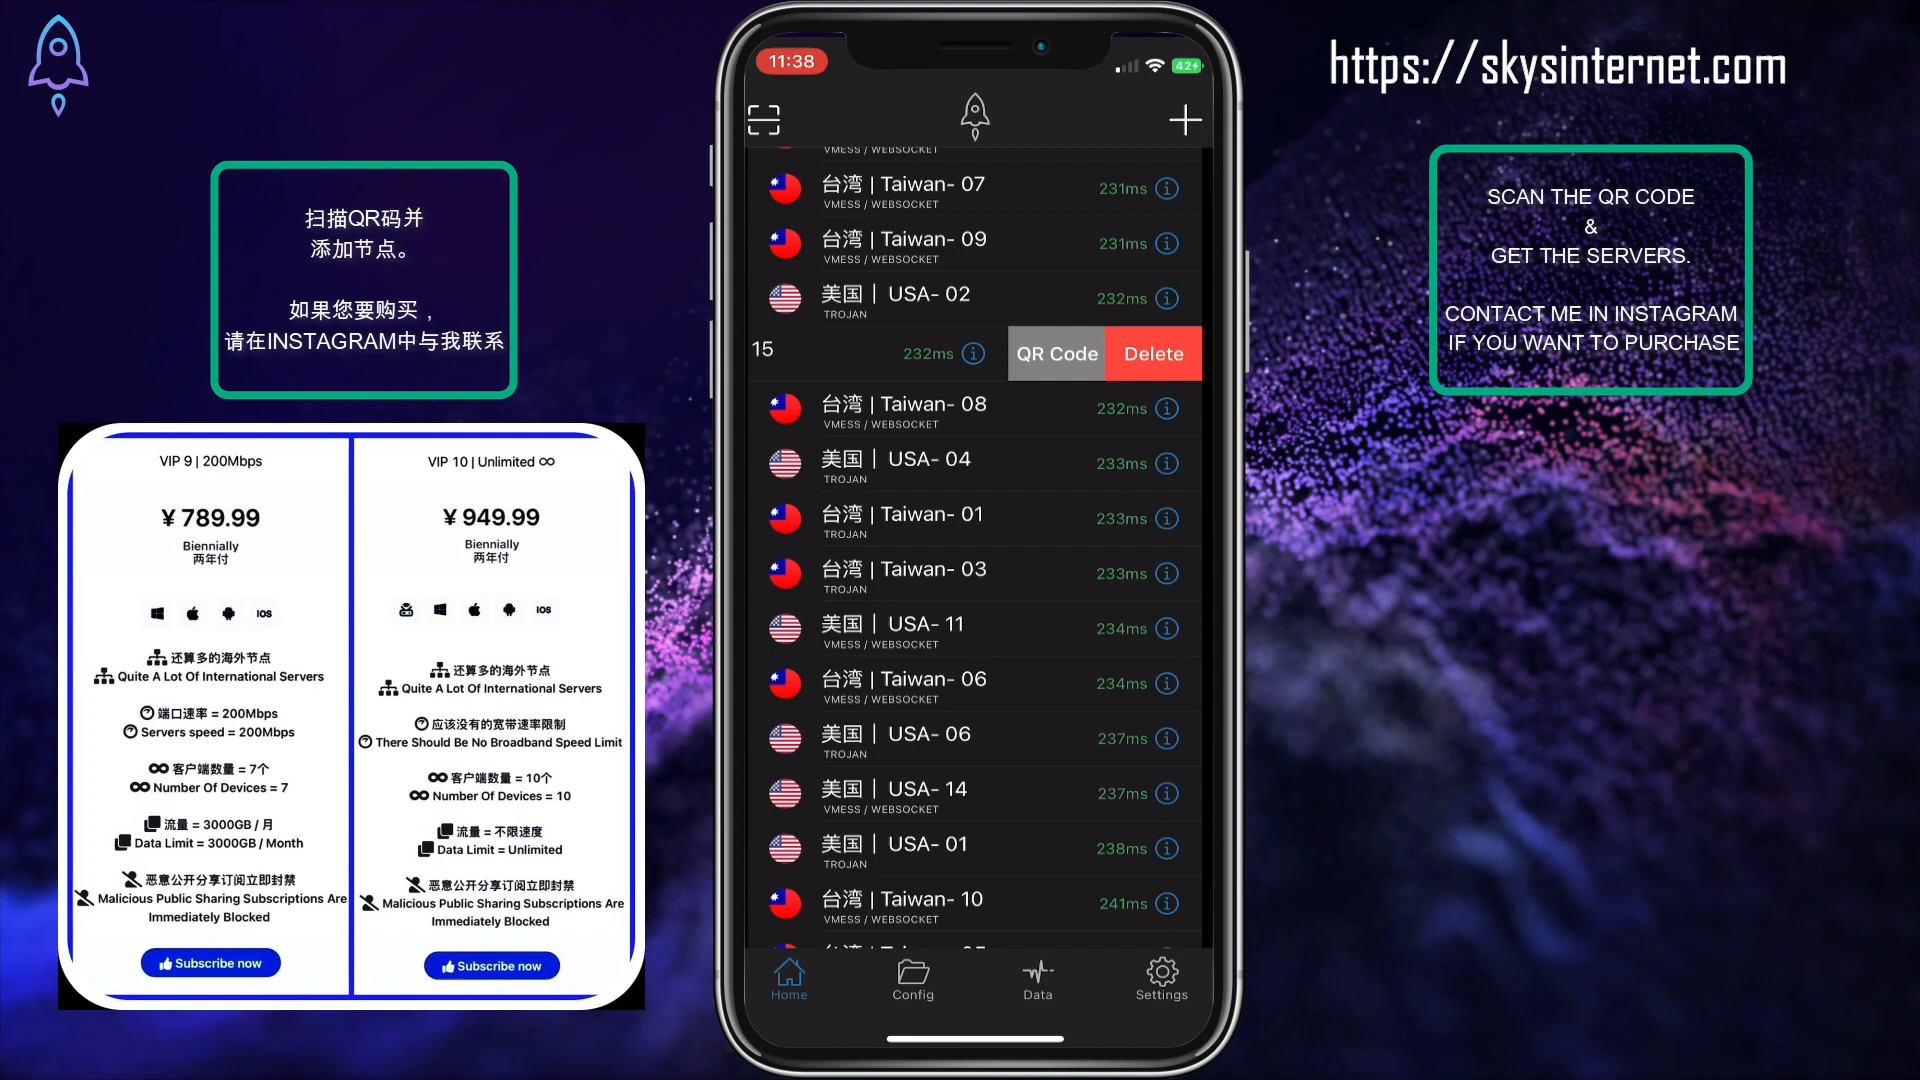 https://skysinternet.com
扫描QR码并
添加节点。
如果您要购买，
请在INSTAGRAM中与我联系
VIP 9 | 200Mbps
¥ 789.99
Biennially
两年付
IOS
还算多的海外节点
Quite A Lot Of International Servers
端口速率 = 200Mbps
Servers speed = 200Mbps
客户端数量 = 7个
Number Of Devices = 7
流量 = 3000GB / 月
Data Limit = 3000GB / Month
恶意公开分享订阅立即封禁
Malicious Public Sharing Subscriptions Are
Immediately Blocked
Subscribe now
VIP 10 | Unlimited ∞
¥ 949.99
Biennially
两年付
IOS
还算多的海外节点
Quite A Lot Of International Servers
应该没有的宽带速率限制
There Should Be No Broadband Speed Limit
客户端数量 = 10个
Number Of Devices = 10
流量 = 不限速度
Data Limit = Unlimited
恶意公开分享订阅立即封禁
Malicious Public Sharing Subscriptions Are
Immediately Blocked
Subscribe now
11:38
42
VMESS / WEBSOCKET
台湾 | Taiwan- 07 231ms
VMESS / WEBSOCKET
台湾 | Taiwan- 09 231ms
VMESS / WEBSOCKET
美国｜ USA- 02 232ms
TROJAN
15 232ms QR Code Delete
台湾 | Taiwan- 08 232ms
VMESS / WEBSOCKET
美国｜ USA- 04 233ms
TROJAN
台湾 | Taiwan- 01 233ms
TROJAN
台湾 | Taiwan- 03 233ms
TROJAN
美国｜ USA- 11 234ms
VMESS / WEBSOCKET
台湾 | Taiwan- 06 234ms
VMESS / WEBSOCKET
美国｜ USA- 06 237ms
TROJAN
美国｜ USA- 14 237ms
VMESS / WEBSOCKET
美国｜ USA- 01 238ms
TROJAN
台湾 | Taiwan- 10 241ms
VMESS / WEBSOCKET
Home Config Data Settings
SCAN THE QR CODE
&
GET THE SERVERS.
CONTACT ME IN INSTAGRAM
IF YOU WANT TO PURCHASE